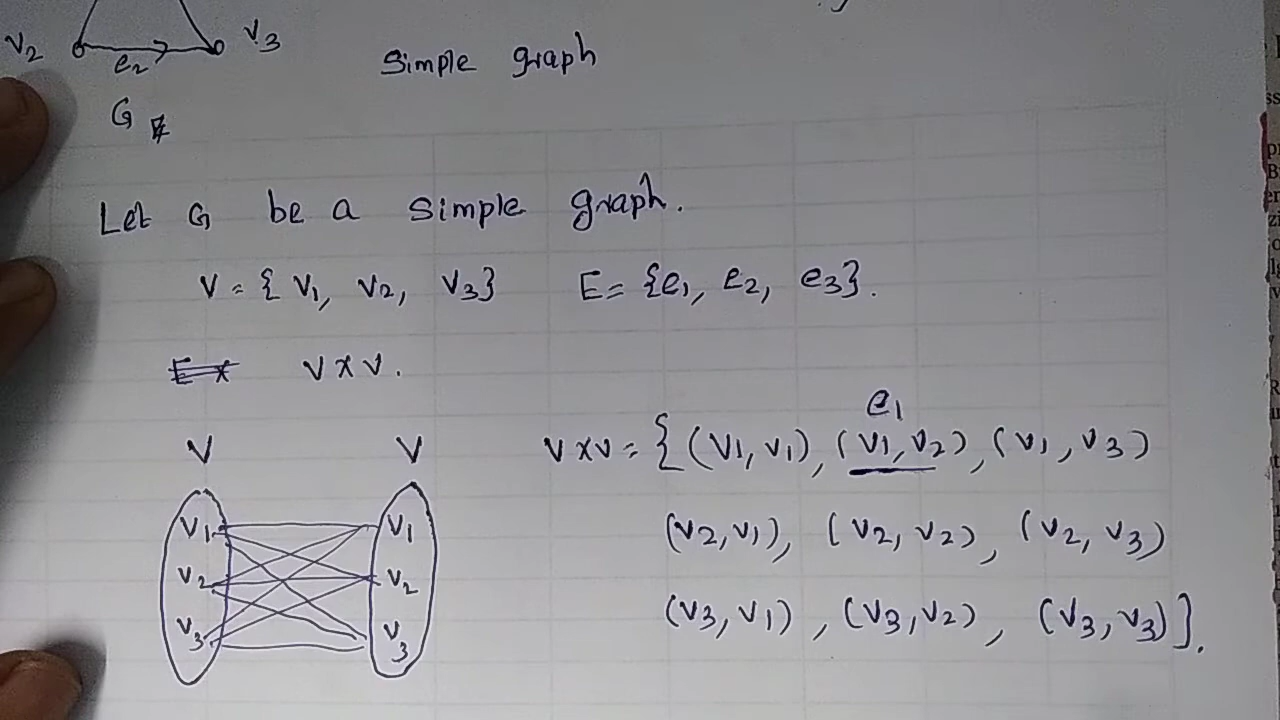 v2 e2 v3
Simple graph
G
Let G be a simple graph.
V = { v1, v2, v3} E = {e1, e2, e3}.
V x V.
e1
V V
V x V = { (v1, v1), (v1, v2), (v1, v3)
(v2, v1), (v2, v2), (v2, v3)
(v3, v1), (v3, v2), (v3, v3) }.
v1 v1
v2 v2
v3 v3